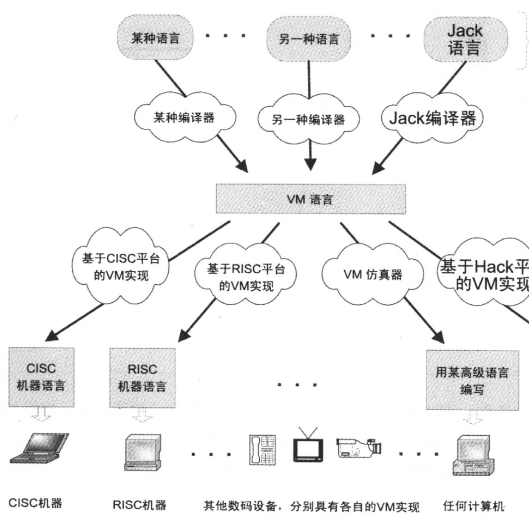 某种语言
另一种语言
Jack
语言
某种编译器
另一种编译器
Jack编译器
VM 语言
基于CISC平台
的VM实现
基于RISC平台
的VM实现
VM 仿真器
基于Hack平
的VM实现
CISC
机器语言
RISC
机器语言
用某高级语言
编写
CISC机器
RISC机器
其他数码设备，分别具有各自的VM实现
任何计算机